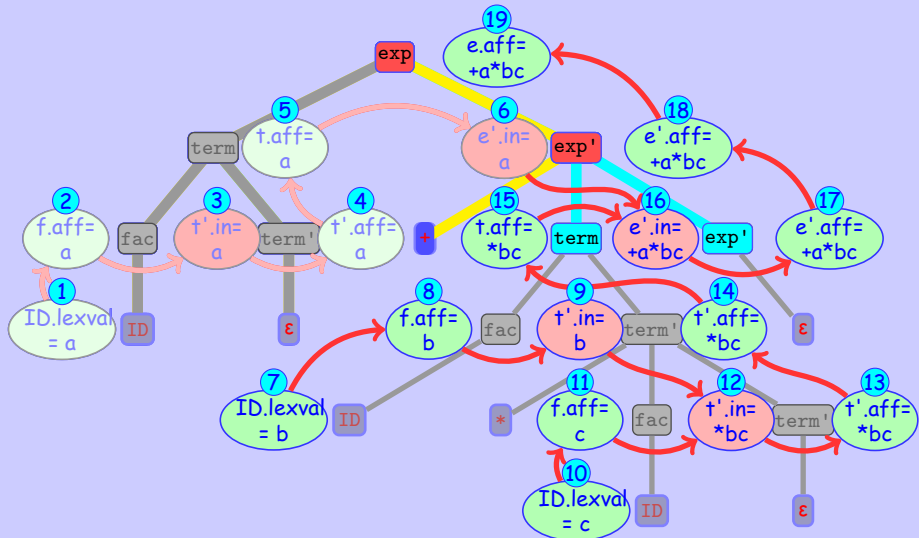 19
exp
e.aff=
+a*bc
5
6
18
term
t.aff=
a
e'.in=
a
exp'
e'.aff=
+a*bc
2
3
4
15
16
17
f.aff=
a
fac
t'.in=
a
term'
t'.aff=
a
+
t.aff=
*bc
term
e'.in=
+a*bc
exp'
e'.aff=
+a*bc
1
8
9
14
ID.lexval
= a
ID
ε
f.aff=
b
fac
t'.in=
b
term'
t'.aff=
*bc
ε
7
11
12
13
ID.lexval
= b
ID
*
f.aff=
c
fac
t'.in=
*bc
term'
t'.aff=
*bc
10
ID.lexval
= c
ID
ε